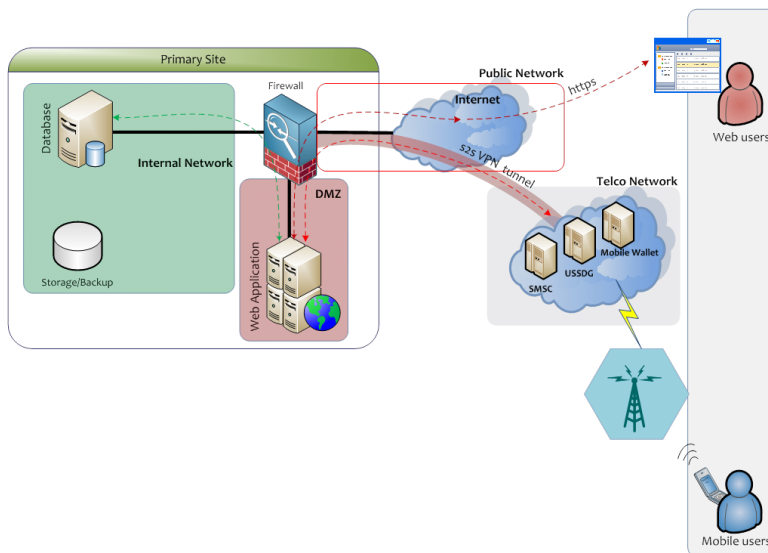 Primary Site
Firewall
Public Network
Internet
https
Web users
Database
Internal Network
s2s VPN tunnel
DMZ
Telco Network
Mobile Wallet
USSDG
SMSC
Storage/Backup
Web Application
Mobile users